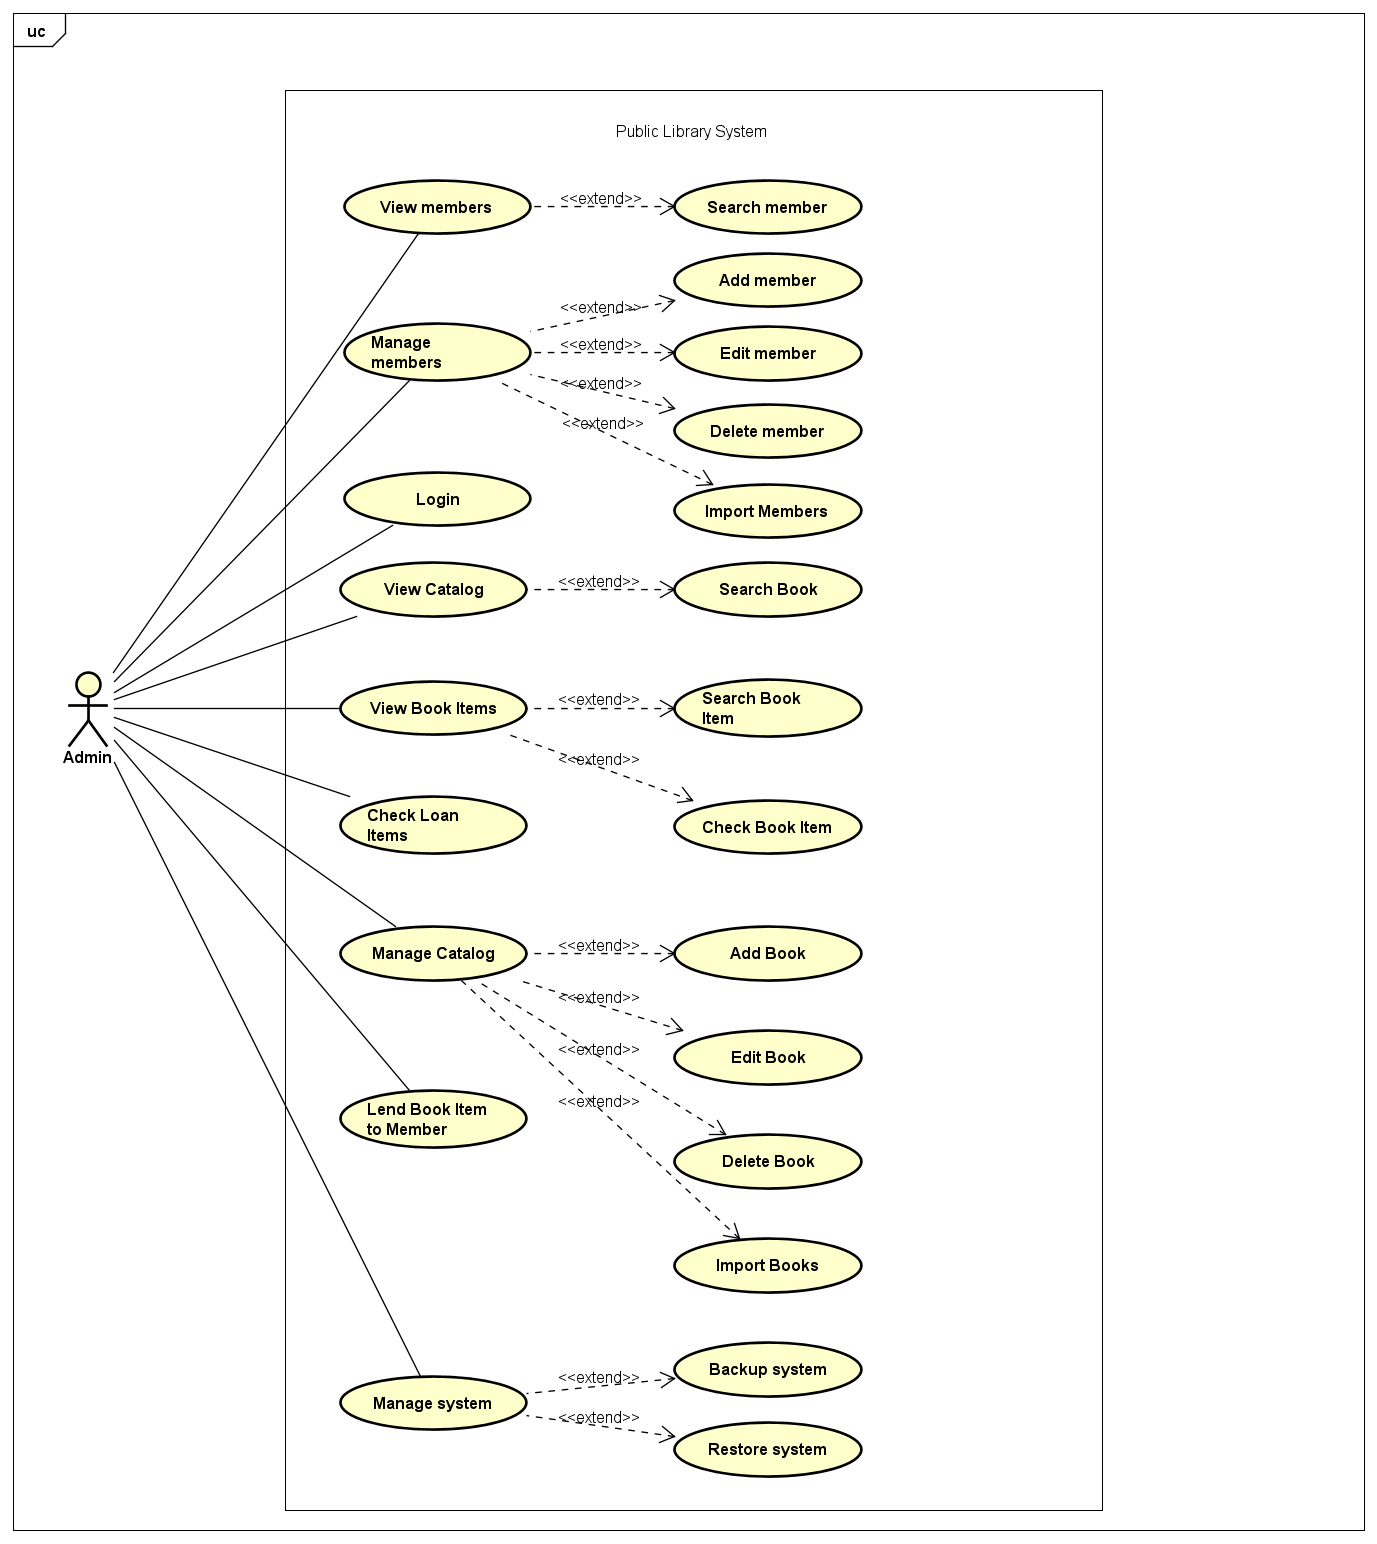 uc
Public Library System
View members
<<extend>>
Search member
Add member
<<extend>>
Manage
members
<<extend>>
Edit member
<<extend>>
Delete member
<<extend>>
Login
Import Members
View Catalog
<<extend>>
Search Book
Admin
View Book Items
<<extend>>
Search Book
Item
<<extend>>
Check Loan
Items
Check Book Item
Manage Catalog
<<extend>>
Add Book
<<extend>>
Edit Book
<<extend>>
<<extend>>
Lend Book Item
to Member
Delete Book
Import Books
Manage system
<<extend>>
Backup system
<<extend>>
Restore system